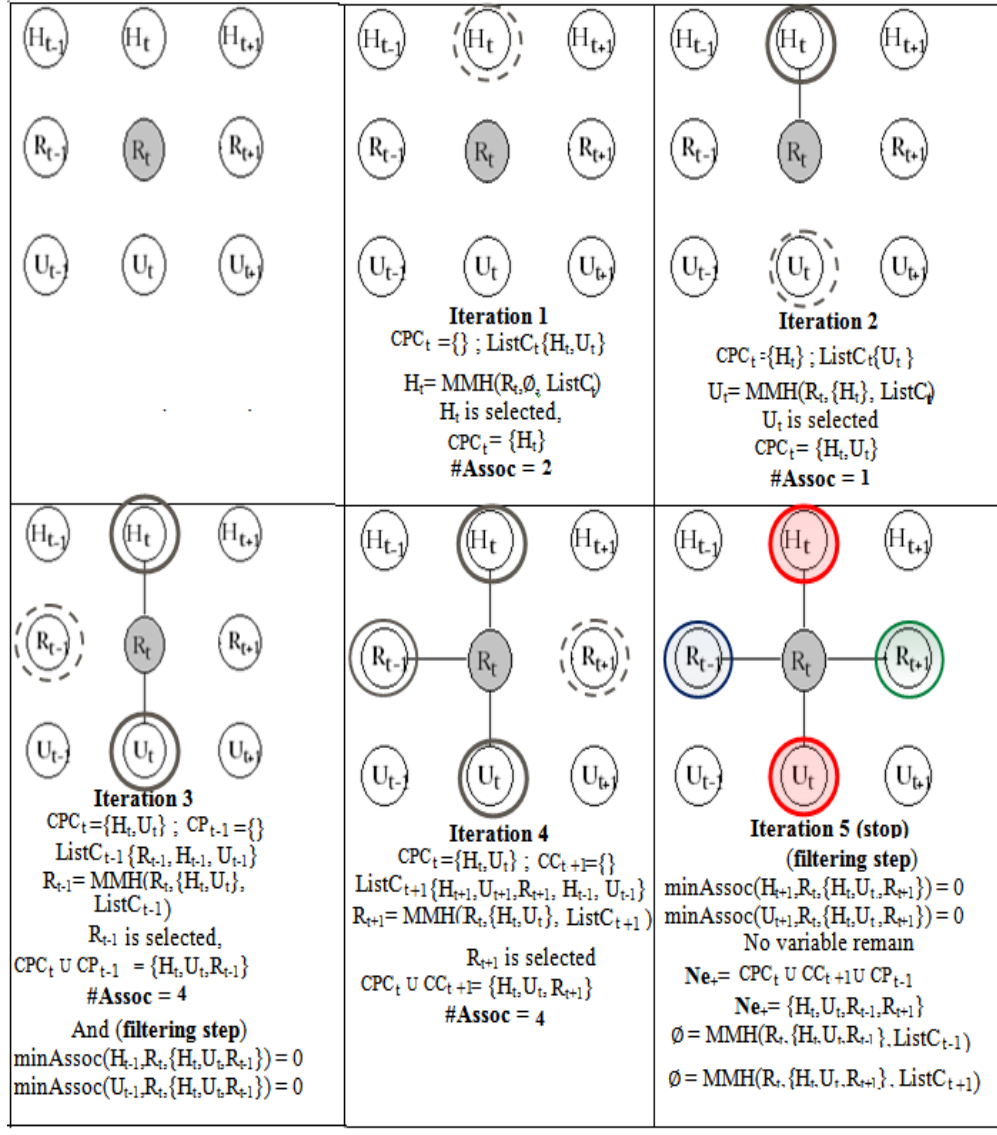 H_{t-1} H_t H_{t+1}
R_{t-1} R_t R_{t+1}
U_{t-1} U_t U_{t+1}
H_{t-1} H_t H_{t+1}
R_{t-1} R_t R_{t+1}
U_{t-1} U_t U_{t+1}
Iteration 1
CPC_t ={} ; ListC_t{H_t,U_t}
H_t= MMH(R_t,∅, ListC_t)
H_t is selected,
CPC_t = {H_t}
#Assoc = 2
H_{t-1} H_t H_{t+1}
R_{t-1} R_t R_{t+1}
U_{t-1} U_t U_{t+1}
Iteration 2
CPC_t ={H_t} ; ListC_t{U_t }
U_t= MMH(R_t, {H_t}, ListC_t)
U_t is selected
CPC_t = {H_t,U_t}
#Assoc = 1
H_{t-1} H_t H_{t+1}
R_{t-1} R_t R_{t+1}
U_{t-1} U_t U_{t+1}
Iteration 3
CPC_t ={H_t,U_t} ; CP_{t-1} ={}
ListC_{t-1}{R_{t-1}, H_{t-1}, U_{t-1}}
R_{t-1}= MMH(R_t,{H_t,U_t},
ListC_{t-1})
R_{t-1} is selected,
CPC_t U CP_{t-1} = {H_t,U_t,R_{t-1}}
#Assoc = 4
And (filtering step)
minAssoc(H_{t-1},R_t,{H_t,U_t,R_{t-1}}) = 0
minAssoc(U_{t-1},R_t,{H_t,U_t,R_{t-1}}) = 0
H_{t-1} H_t H_{t+1}
R_{t-1} R_t R_{t+1}
U_{t-1} U_t U_{t+1}
Iteration 4
CPC_t={H_t,U_t} ; CC_{t+1}={}
ListC_{t+1}{H_{t+1},U_{t+1},R_{t+1}, H_{t-1}, U_{t-1}}
R_{t+1}= MMH(R_t,{H_t,U_t}, ListC_{t+1})
R_{t+1} is selected
CPC_t U CC_{t+1}= {H_t,U_t, R_{t+1}}
#Assoc = 4
H_{t-1} H_t H_{t+1}
R_{t-1} R_t R_{t+1}
U_{t-1} U_t U_{t+1}
Iteration 5 (stop)
(filtering step)
minAssoc(H_{t+1},R_t,{H_t,U_t,R_{t+1}}) = 0
minAssoc(U_{t+1},R_t,{H_t,U_t,R_{t+1}}) = 0
No variable remain
Ne_+= CPC_t U CC_{t+1} U CP_{t-1}
Ne_+= {H_t,U_t,R_{t-1},R_{t+1}}
∅ = MMH(R_t,{H_t,U_t,R_{t-1}},ListC_{t-1})
∅ = MMH(R_t,{H_t,U_t,R_{t+1}}, ListC_{t+1})